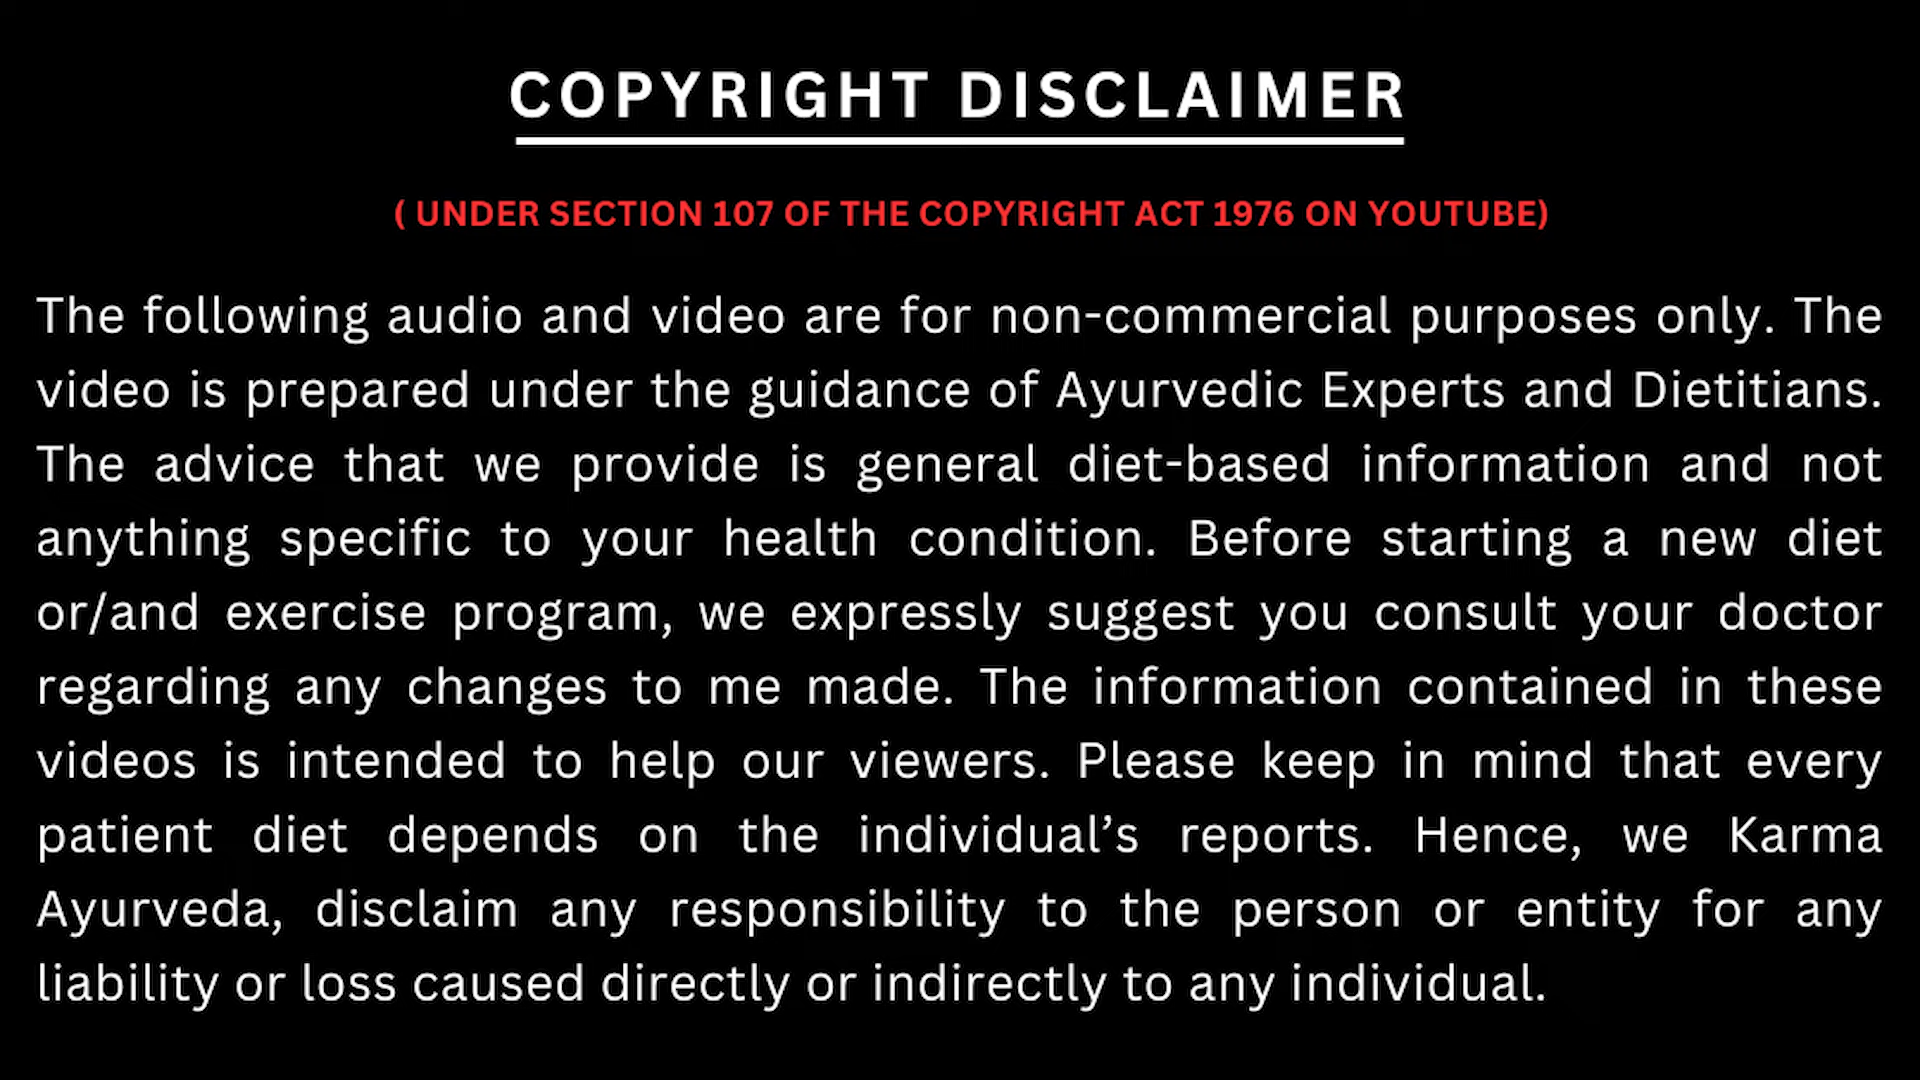 COPYRIGHT DISCLAIMER
( UNDER SECTION 107 OF THE COPYRIGHT ACT 1976 ON YOUTUBE)
The following audio and video are for non-commercial purposes only. The
video is prepared under the guidance of Ayurvedic Experts and Dietitians.
The advice that we provide is general diet-based information and not
anything specific to your health condition. Before starting a new diet
or/and exercise program, we expressly suggest you consult your doctor
regarding any changes to me made. The information contained in these
videos is intended to help our viewers. Please keep in mind that every
patient diet depends on the individual’s reports. Hence, we Karma
Ayurveda, disclaim any responsibility to the person or entity for any
liability or loss caused directly or indirectly to any individual.